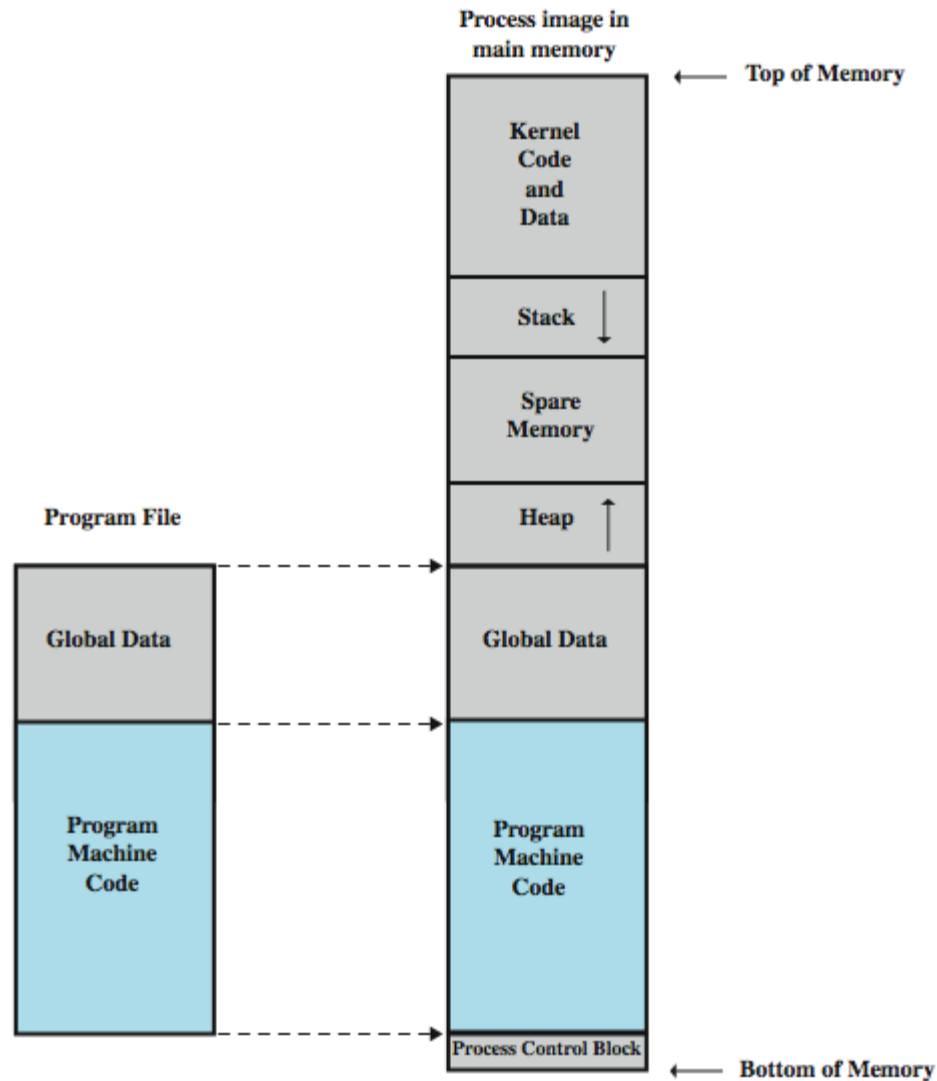 Process image in
main memory
Top of Memory
Kernel
Code
and
Data
Stack
Spare
Memory
Heap
Program File
Global Data
Global Data
Program
Machine
Code
Program
Machine
Code
Process Control Block
Bottom of Memory